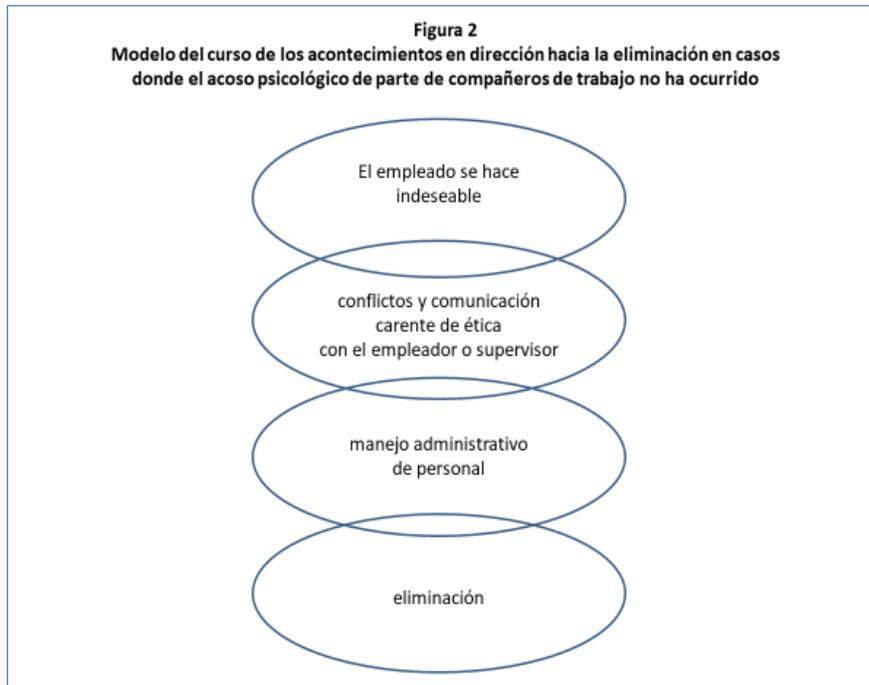 Figura 2
Modelo del curso de los acontecimientos en dirección hacia la eliminación en casos
donde el acoso psicológico de parte de compañeros de trabajo no ha ocurrido
El empleado se hace
indeseable
conflictos y comunicación
carente de ética
con el empleador o supervisor
manejo administrativo
de personal
eliminación